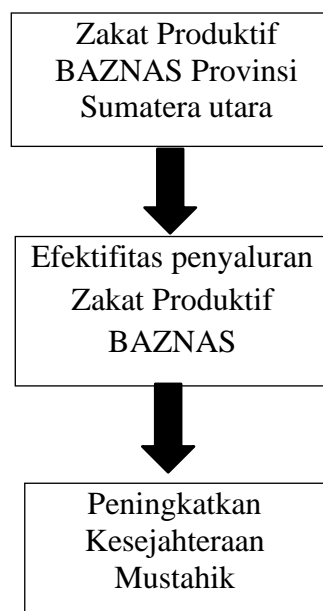 Zakat Produktif
BAZNAS Provinsi
Sumatera utara
Efektifitas penyaluran
Zakat Produktif
BAZNAS
Peningkatkan
Kesejahteraan
Mustahik